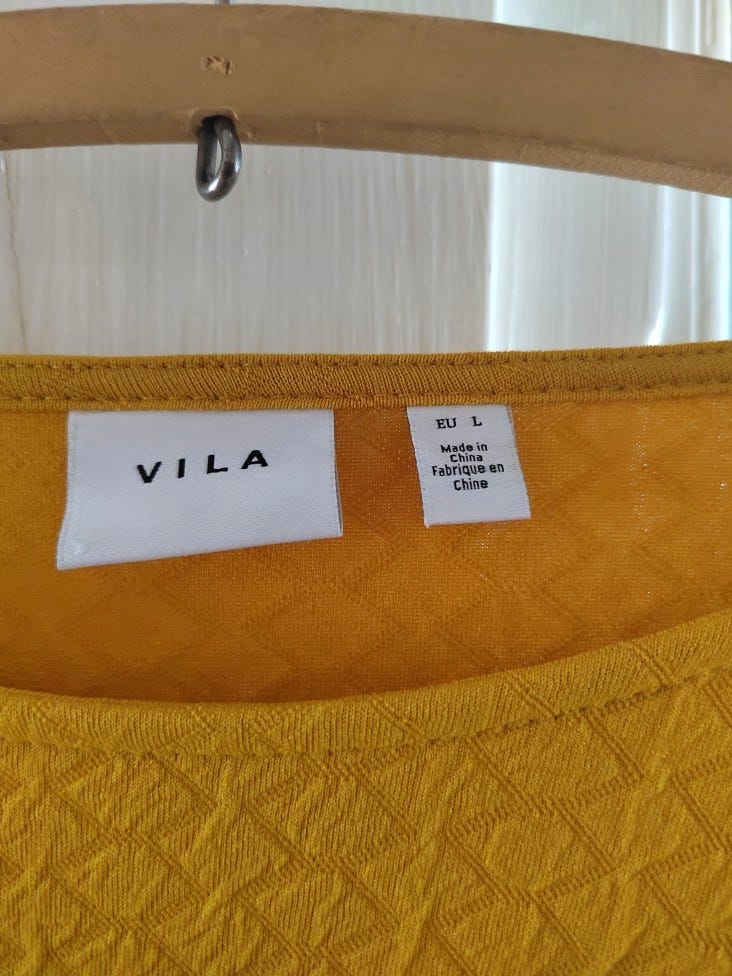 VILA
EU L
Made in
China
Fabrique en
Chine